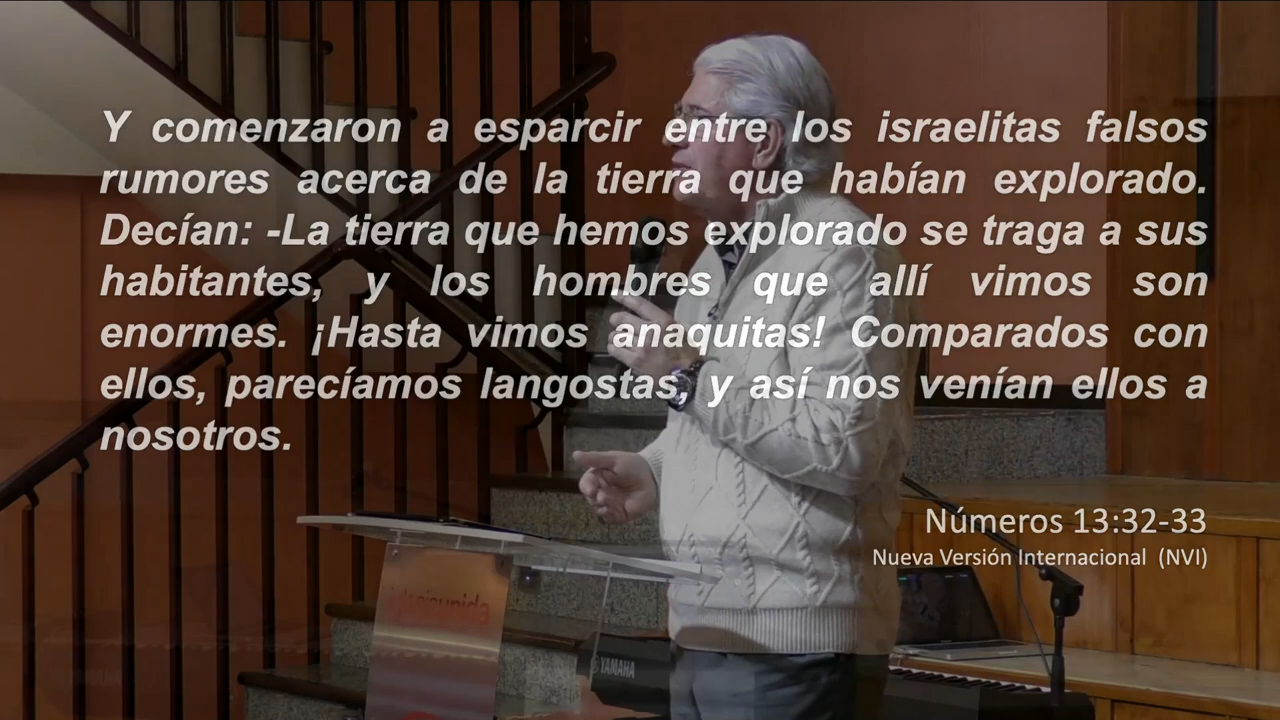 Y comenzaron a esparcir entre los israelitas falsos
rumores acerca de la tierra que habían explorado.
Decían: -La tierra que hemos explorado se traga a sus
habitantes, y los hombres que allí vimos son
enormes. ¡Hasta vimos anaquitas! Comparados con
ellos, parecíamos langostas, y así nos venían ellos a
nosotros.
Números 13:32-33
Nueva Versión Internacional (NVI)
YAMAHA